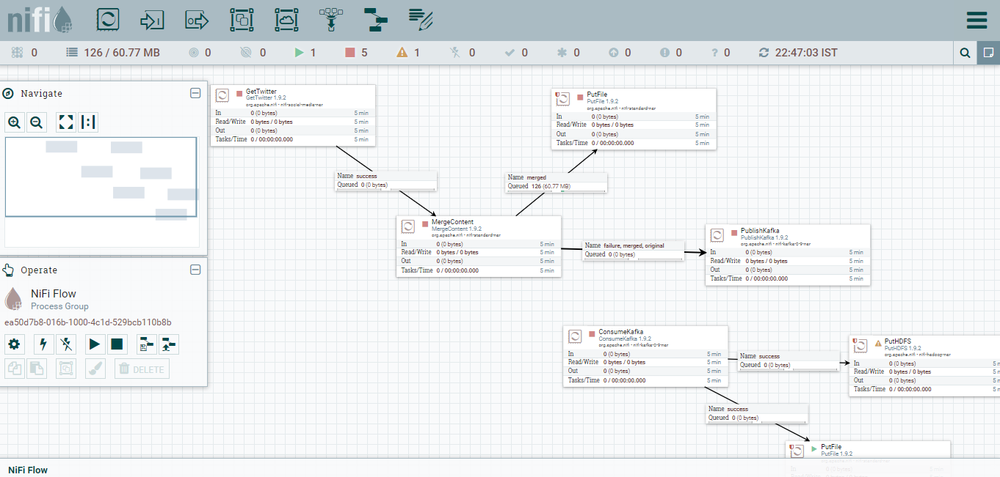 nifi
0
126 / 60.77 MB
0
0
1
5
1
0
0
0
0
0
0
22:47:03 IST
Navigate
Operate
NiFi Flow
Process Group
ea50d7b8-016b-1000-4c1d-529bcb110b8b
DELETE
GetTwitter
GetTwitter 1.9.2
org.apache.nifi - nifi-social-media-nar
In 0 (0 bytes) 5 min
Read/Write 0 bytes / 0 bytes 5 min
Out 0 (0 bytes) 5 min
Tasks/Time 0 / 00:00:00.000 5 min
PutFile
PutFile 1.9.2
org.apache.nifi - nifi-standard-nar
In 0 (0 bytes) 5 min
Read/Write 0 bytes / 0 bytes 5 min
Out 0 (0 bytes) 5 min
Tasks/Time 0 / 00:00:00.000 5 min
Name success
Queued 0 (0 bytes)
Name merged
Queued 126 (60.77 MB)
MergeContent
MergeContent 1.9.2
org.apache.nifi - nifi-standard-nar
In 0 (0 bytes) 5 min
Read/Write 0 bytes / 0 bytes 5 min
Out 0 (0 bytes) 5 min
Tasks/Time 0 / 00:00:00.000 5 min
Name failure, merged, original
Queued 0 (0 bytes)
PublishKafka
PublishKafka 1.9.2
org.apache.nifi - nifi-kafka-0-9-nar
In 0 (0 bytes) 5 min
Read/Write 0 bytes / 0 bytes 5 min
Out 0 (0 bytes) 5 min
Tasks/Time 0 / 00:00:00.000 5 min
ConsumeKafka
ConsumeKafka 1.9.2
org.apache.nifi - nifi-kafka-0-9-nar
In 0 (0 bytes) 5 min
Read/Write 0 bytes / 0 bytes 5 min
Out 0 (0 bytes) 5 min
Tasks/Time 0 / 00:00:00.000 5 min
Name success
Queued 0 (0 bytes)
PutHDFS
PutHDFS 1.9.2
org.apache.nifi - nifi-hadoop-nar
In 0 (0 bytes) 5
Read/Write 0 bytes / 0 bytes 5
Out 0 (0 bytes) 5
Tasks/Time 0 / 00:00:00.000 5
Name success
Queued 0 (0 bytes)
PutFile
PutFile 1.9.2
In 0 (0 bytes) 5 min
NiFi Flow